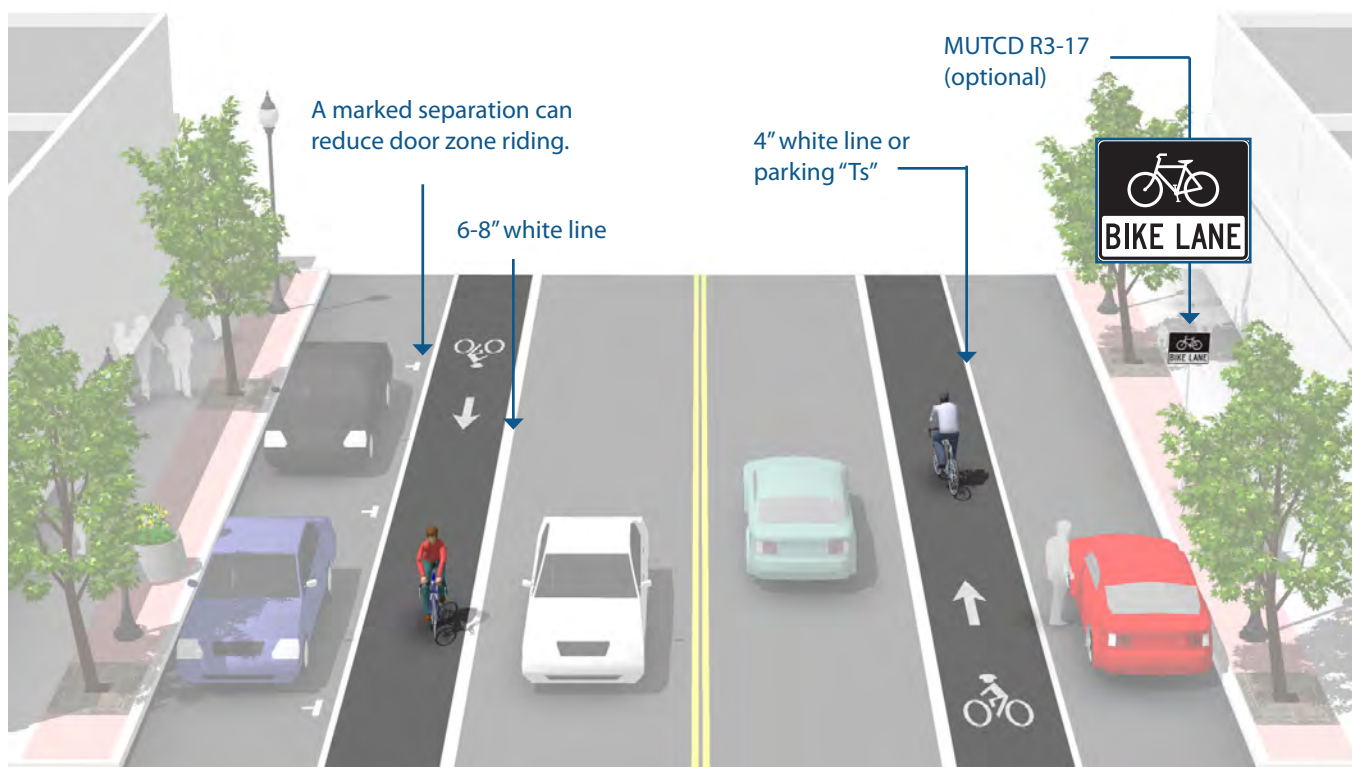 MUTCD R3-17
(optional)
A marked separation can
reduce door zone riding.
4” white line or
parking “Ts”
6-8” white line
BIKE LANE
BIKE LANE